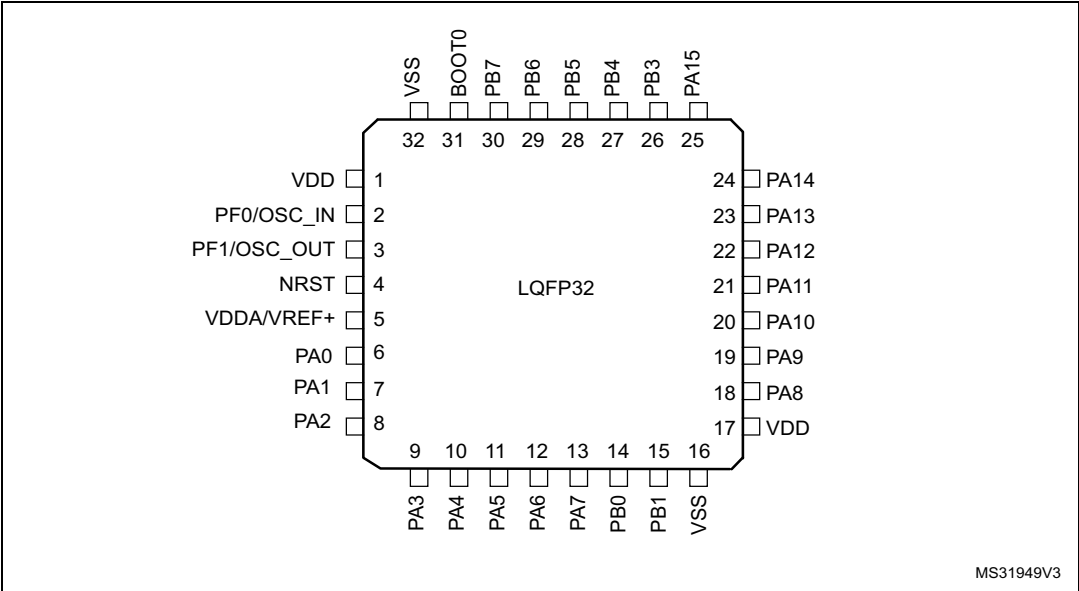 VSS
BOOT0
PB7
PB6
PB5
PB4
PB3
PA15
32 31 30 29 28 27 26 25
VDD 1
PF0/OSC_IN 2
PF1/OSC_OUT 3
NRST 4
VDDA/VREF+ 5
PA0 6
PA1 7
PA2 8
LQFP32
24 PA14
23 PA13
22 PA12
21 PA11
20 PA10
19 PA9
18 PA8
17 VDD
9 10 11 12 13 14 15 16
PA3
PA4
PA5
PA6
PA7
PB0
PB1
VSS
MS31949V3